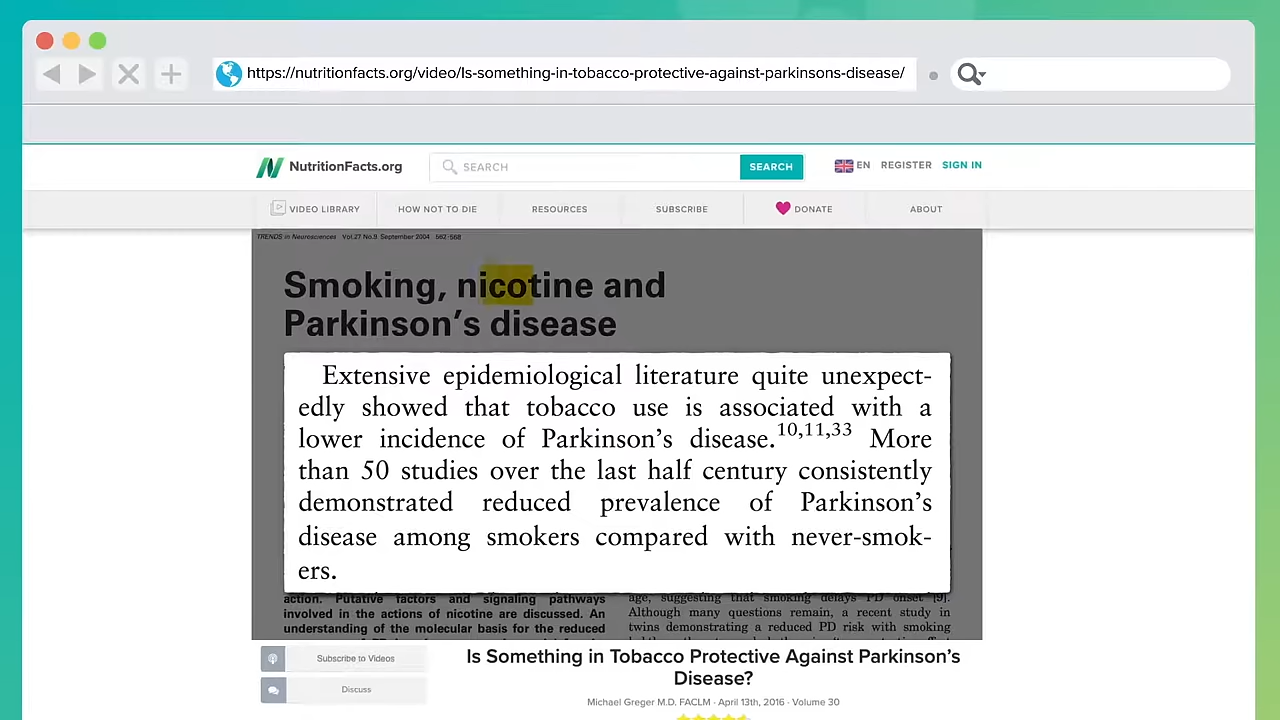 https://nutritionfacts.org/video/Is-something-in-tobacco-protective-against-parkinsons-disease/
NutritionFacts.org
SEARCH
SEARCH
EN
REGISTER
SIGN IN
VIDEO LIBRARY
HOW NOT TO DIE
RESOURCES
SUBSCRIBE
DONATE
ABOUT
TRENDS in Neurosciences Vol.27 No.9 September 2004 562-568
Smoking, nicotine and
Parkinson's disease
Extensive epidemiological literature quite unexpect-
edly showed that tobacco use is associated with a
lower incidence of Parkinson's disease.10,11,33 More
than 50 studies over the last half century consistently
demonstrated reduced prevalence of Parkinson's
disease among smokers compared with never-smok-
ers.
action. Putative factors and signaling pathways
involved in the actions of nicotine are discussed. An
understanding of the molecular basis for the reduced
age, suggesting that smoking delays PD onset [9].
Although many questions remain, a recent study in
twins demonstrating a reduced PD risk with smoking
Subscribe to Videos
Discuss
Is Something in Tobacco Protective Against Parkinson's
Disease?
Michael Greger M.D. FACLM · April 13th, 2016 · Volume 30